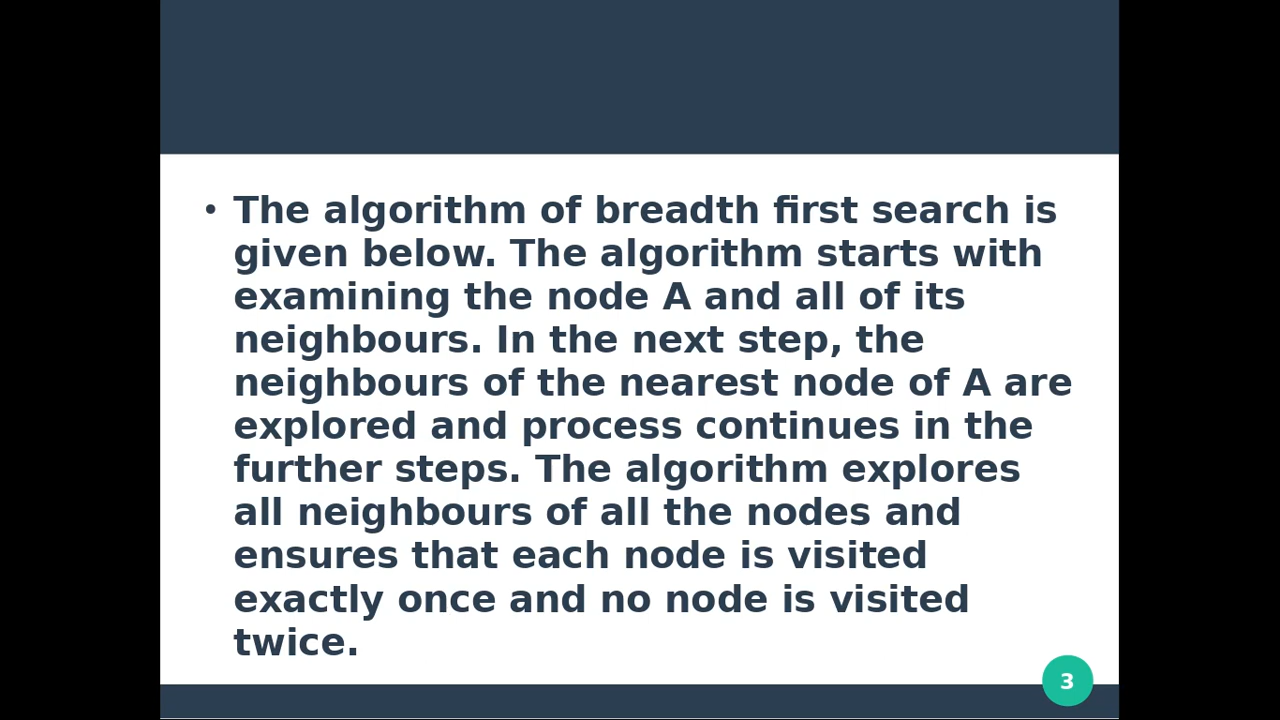 • The algorithm of breadth first search is
given below. The algorithm starts with
examining the node A and all of its
neighbours. In the next step, the
neighbours of the nearest node of A are
explored and process continues in the
further steps. The algorithm explores
all neighbours of all the nodes and
ensures that each node is visited
exactly once and no node is visited
twice.
3